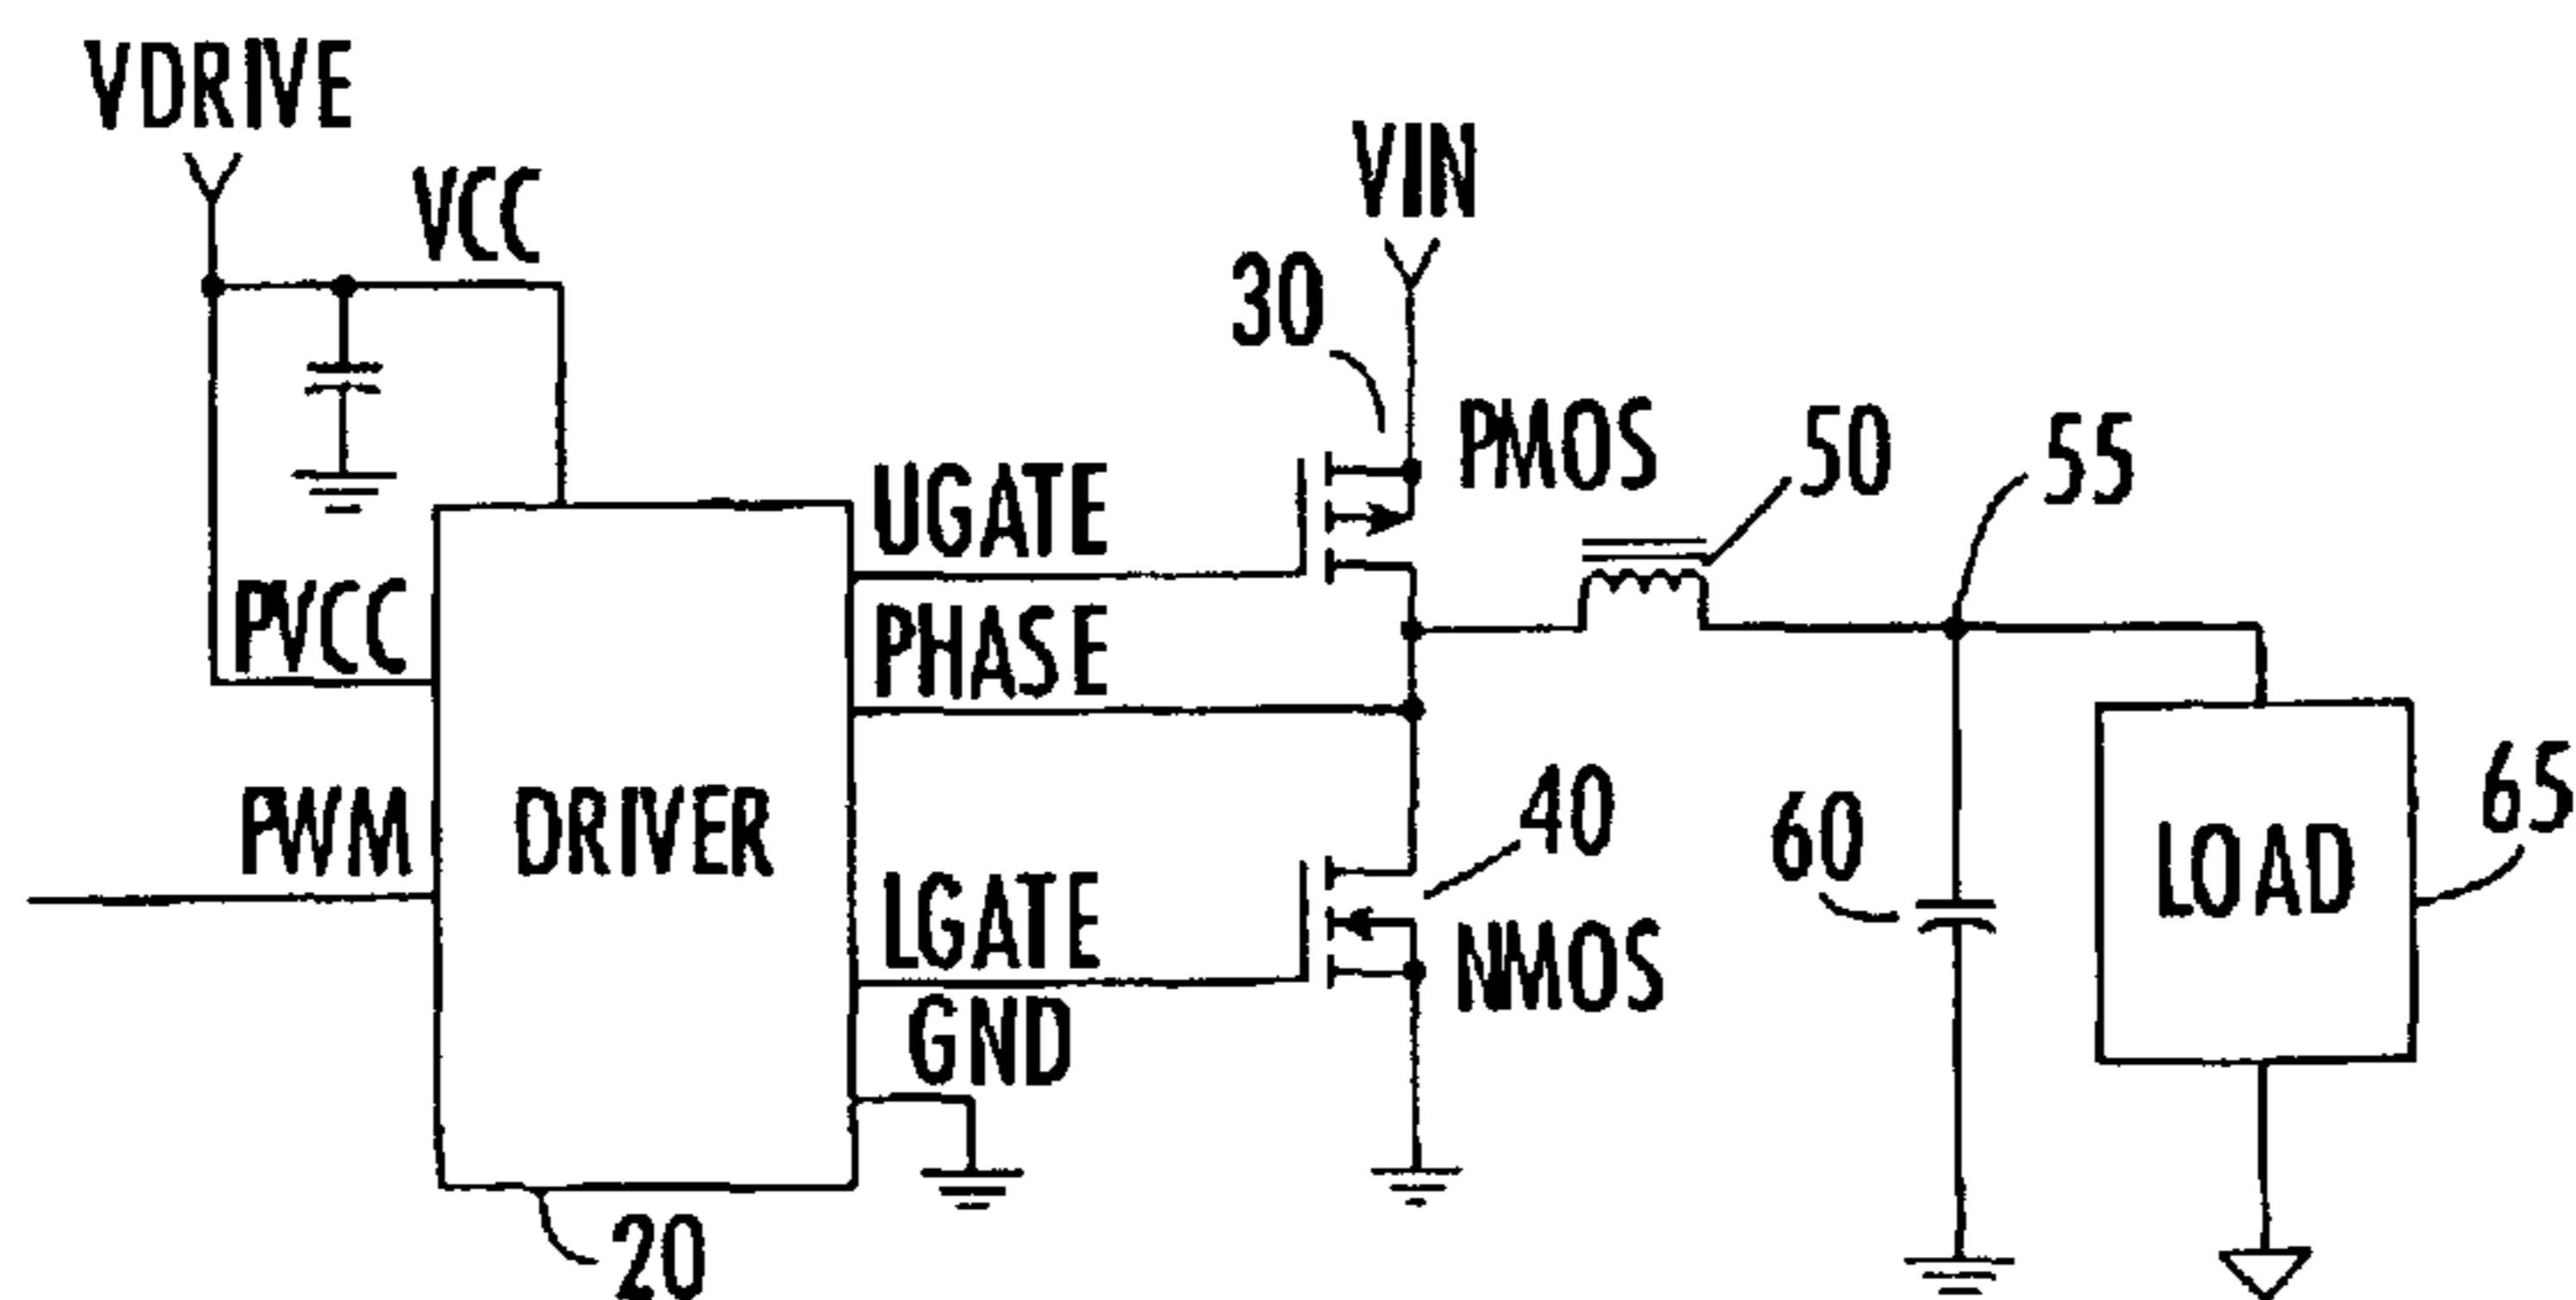 VDRIVE
VCC
VIN
30
PMOS
50
55
UGATE
PVCC
PHASE
PWM
DRIVER
40
60
LOAD
65
LGATE
NMOS
GND
20